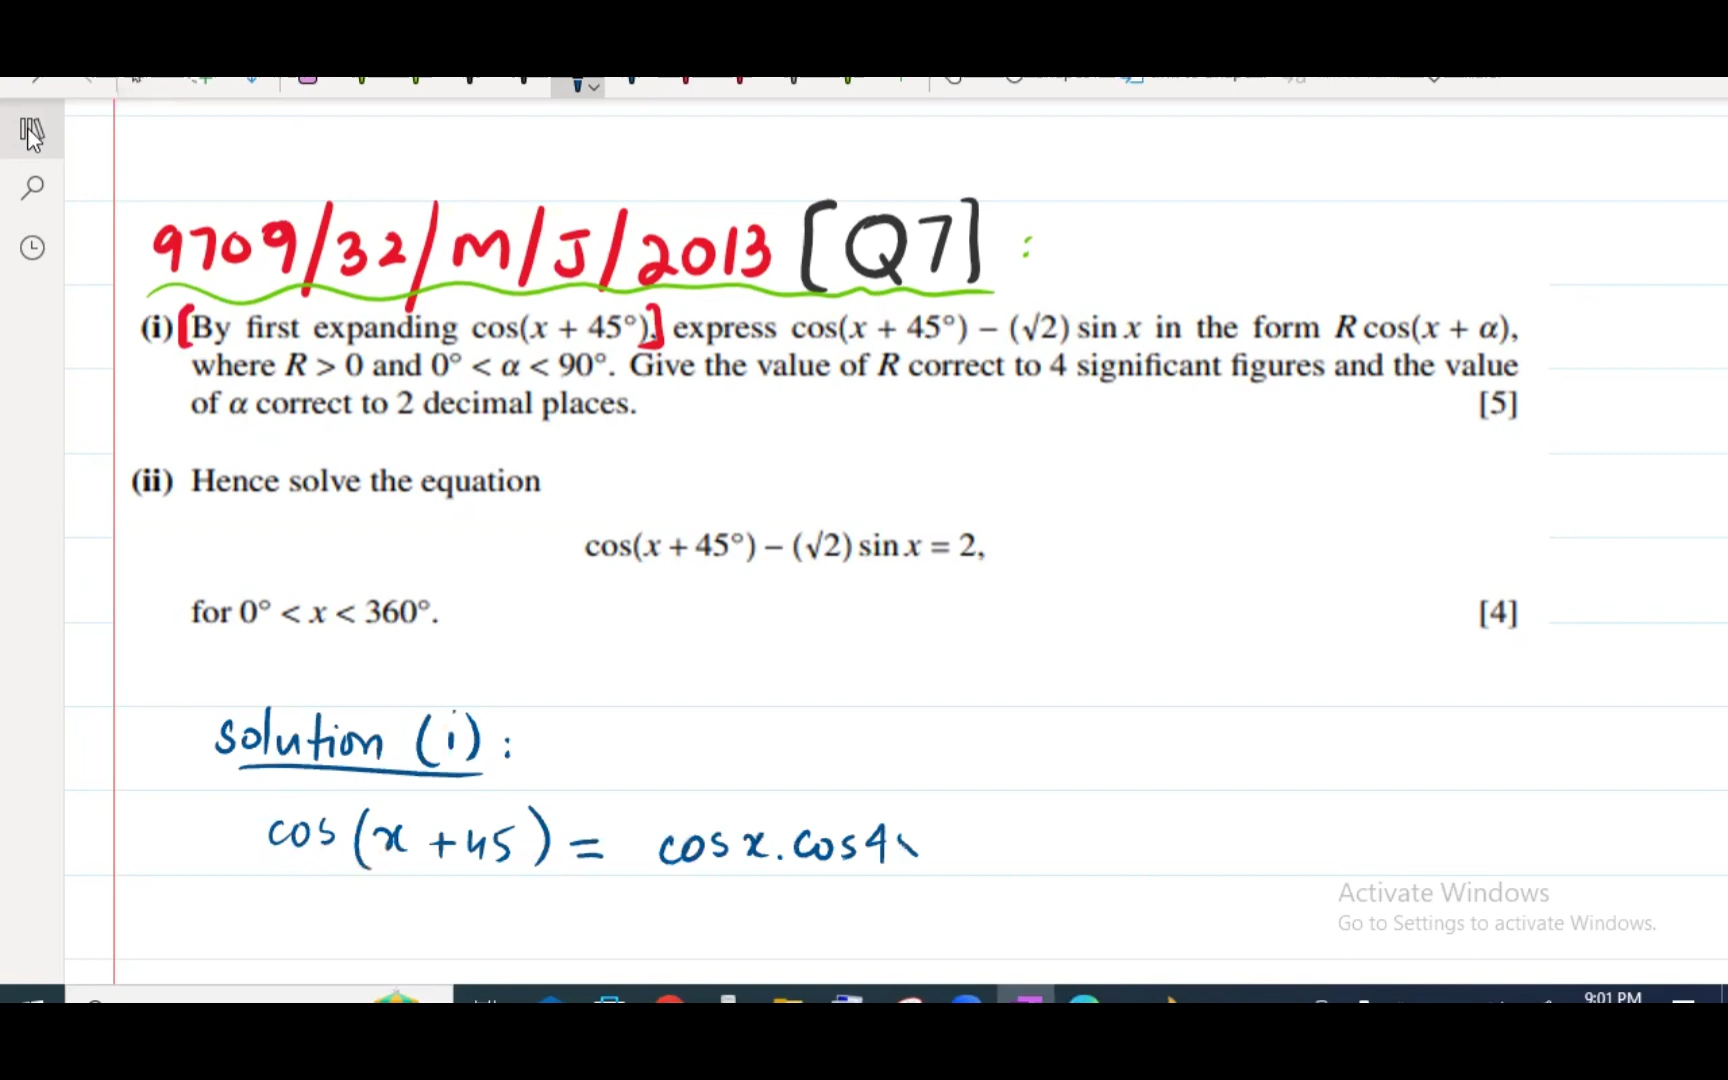 9709/32/M/J/2013 [Q7] :
(i) [By first expanding cos(x + 45°),] express cos(x + 45°) − (√2) sin x in the form R cos(x + α),
where R > 0 and 0° < α < 90°. Give the value of R correct to 4 significant figures and the value
of α correct to 2 decimal places. [5]
(ii) Hence solve the equation
cos(x + 45°) − (√2) sin x = 2,
for 0° < x < 360°. [4]
solution (i) :
cos(x + 45) = cos x . cos 4
Activate Windows
Go to Settings to activate Windows.
9:01 PM